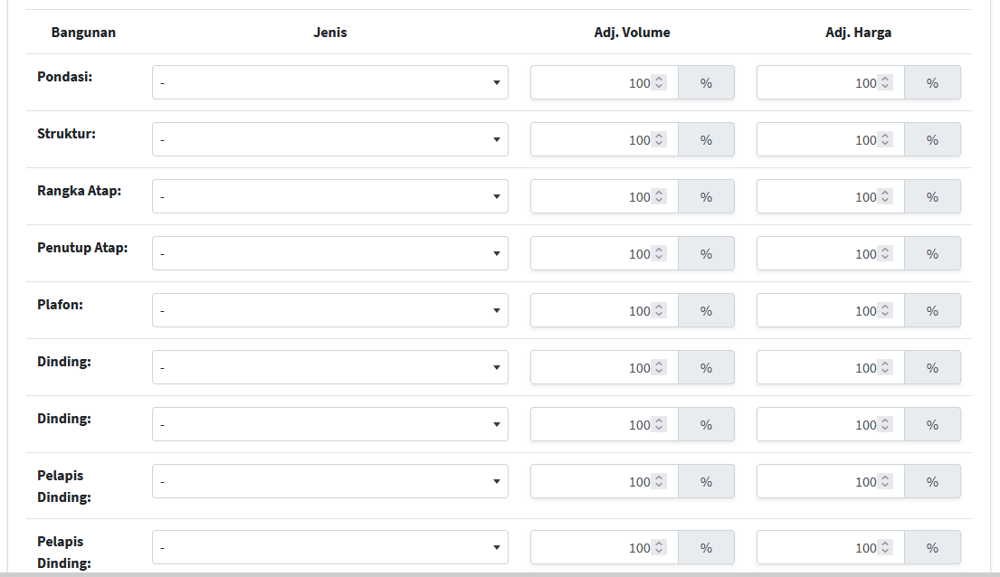 Bangunan Jenis Adj. Volume Adj. Harga
Pondasi: - 100 % 100 %
Struktur: - 100 % 100 %
Rangka Atap: - 100 % 100 %
Penutup Atap: - 100 % 100 %
Plafon: - 100 % 100 %
Dinding: - 100 % 100 %
Dinding: - 100 % 100 %
Pelapis
Dinding: - 100 % 100 %
Pelapis
Dinding: - 100 % 100 %